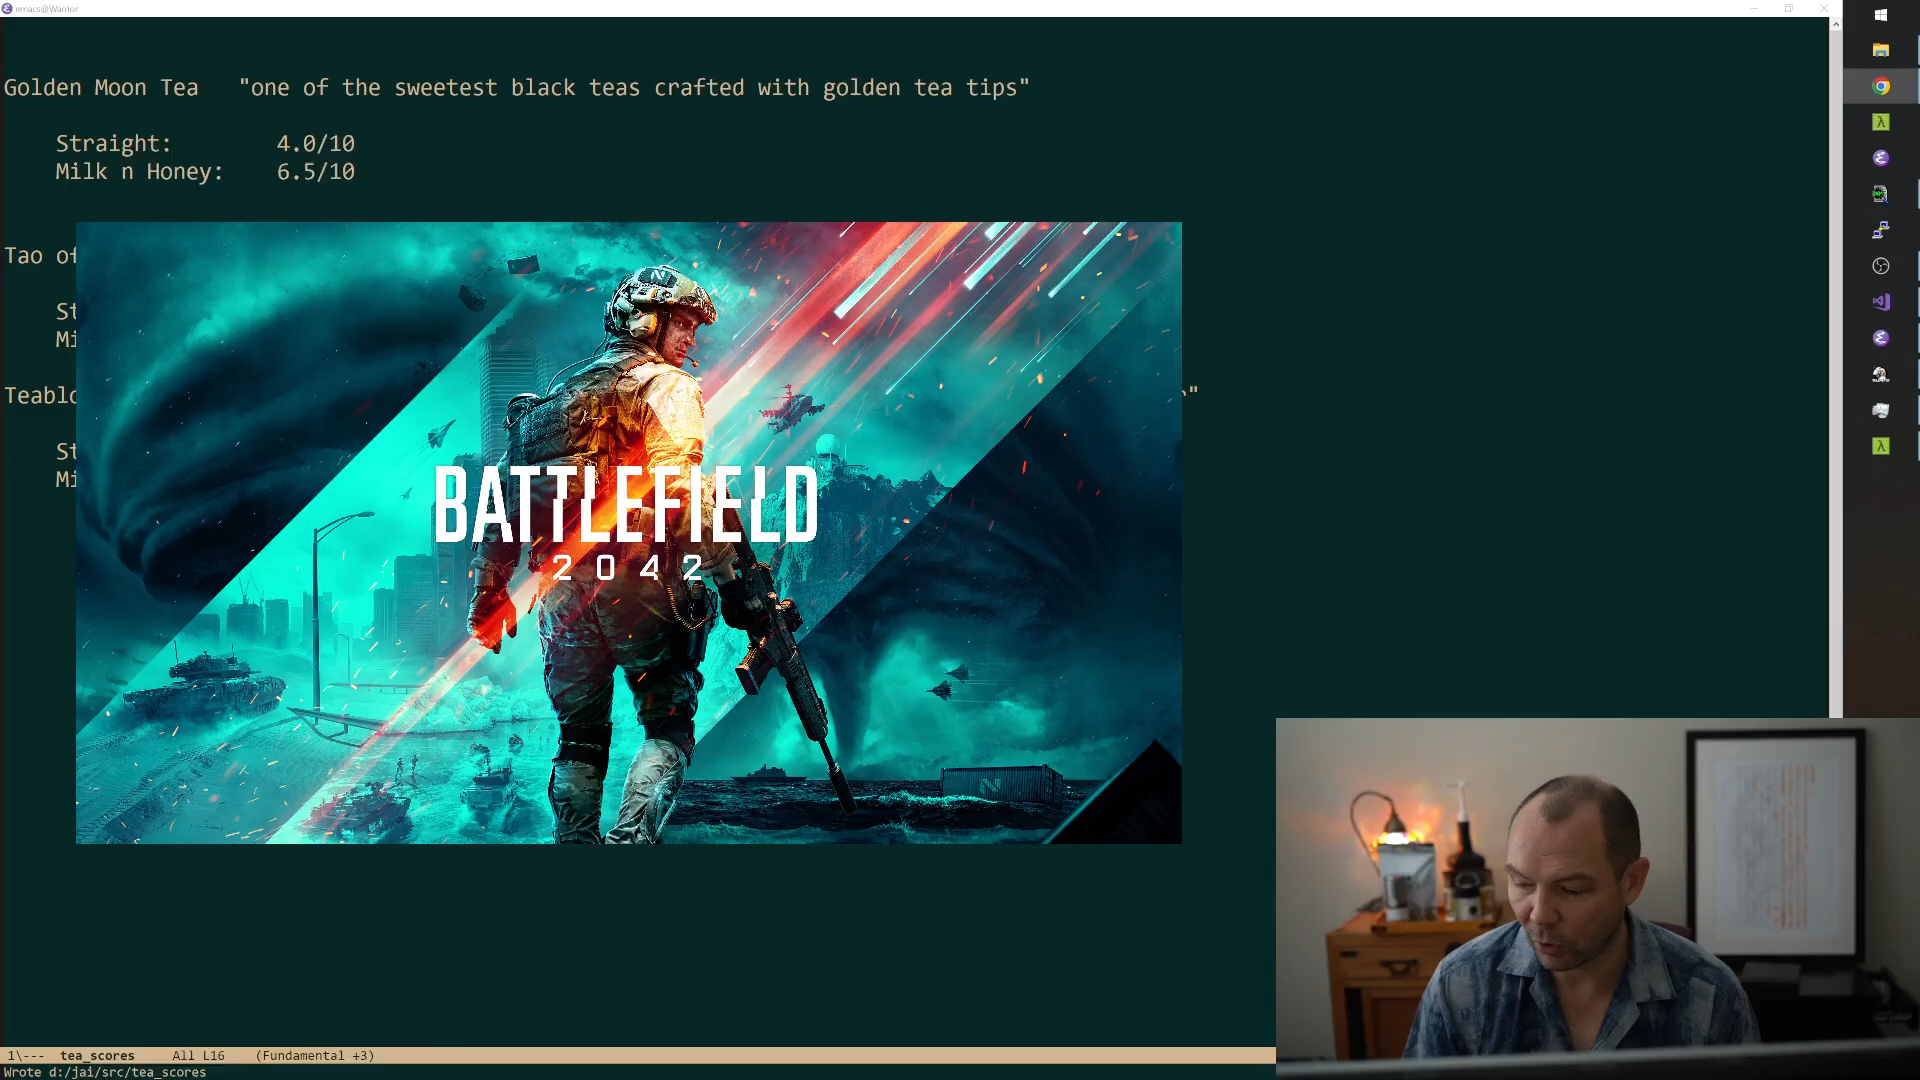 emacs@Warrior
Golden Moon Tea "one of the sweetest black teas crafted with golden tea tips"
Straight: 4.0/10
Milk n Honey: 6.5/10
Tao of
St
Mi
Teablo
St
Mi
BATTLEFIELD
2042
1\--- tea_scores All L16 (Fundamental +3)
Wrote d:/jai/src/tea_scores